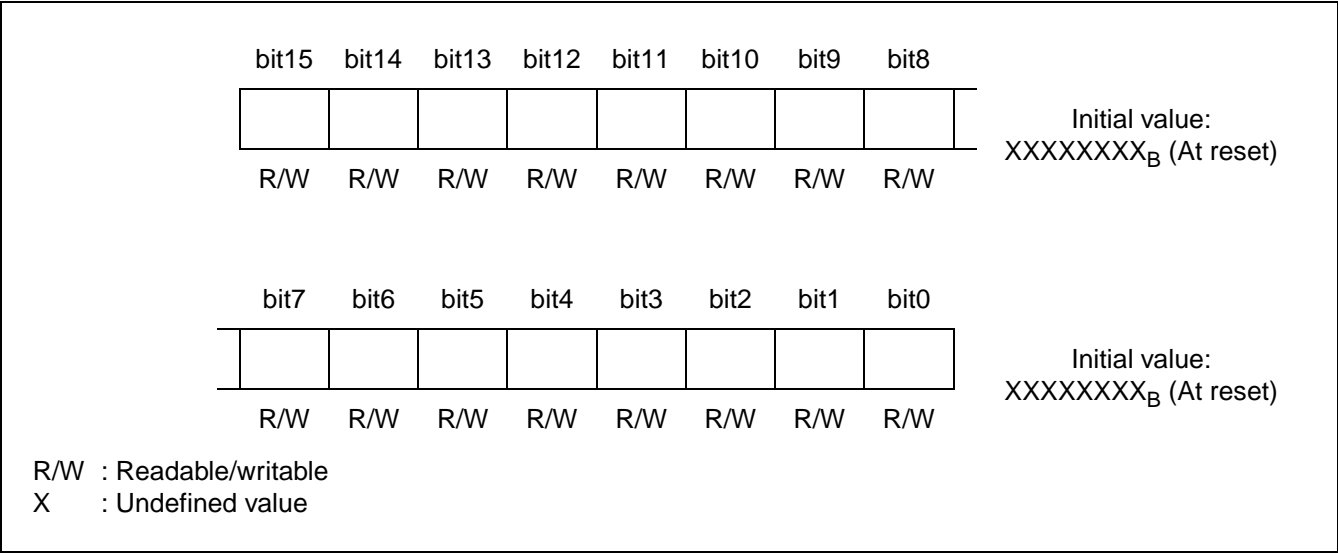 bit15 bit14 bit13 bit12 bit11 bit10 bit9 bit8
Initial value:
XXXXXXXXB (At reset)
R/W R/W R/W R/W R/W R/W R/W R/W
bit7 bit6 bit5 bit4 bit3 bit2 bit1 bit0
Initial value:
XXXXXXXXB (At reset)
R/W R/W R/W R/W R/W R/W R/W R/W
R/W : Readable/writable
X : Undefined value